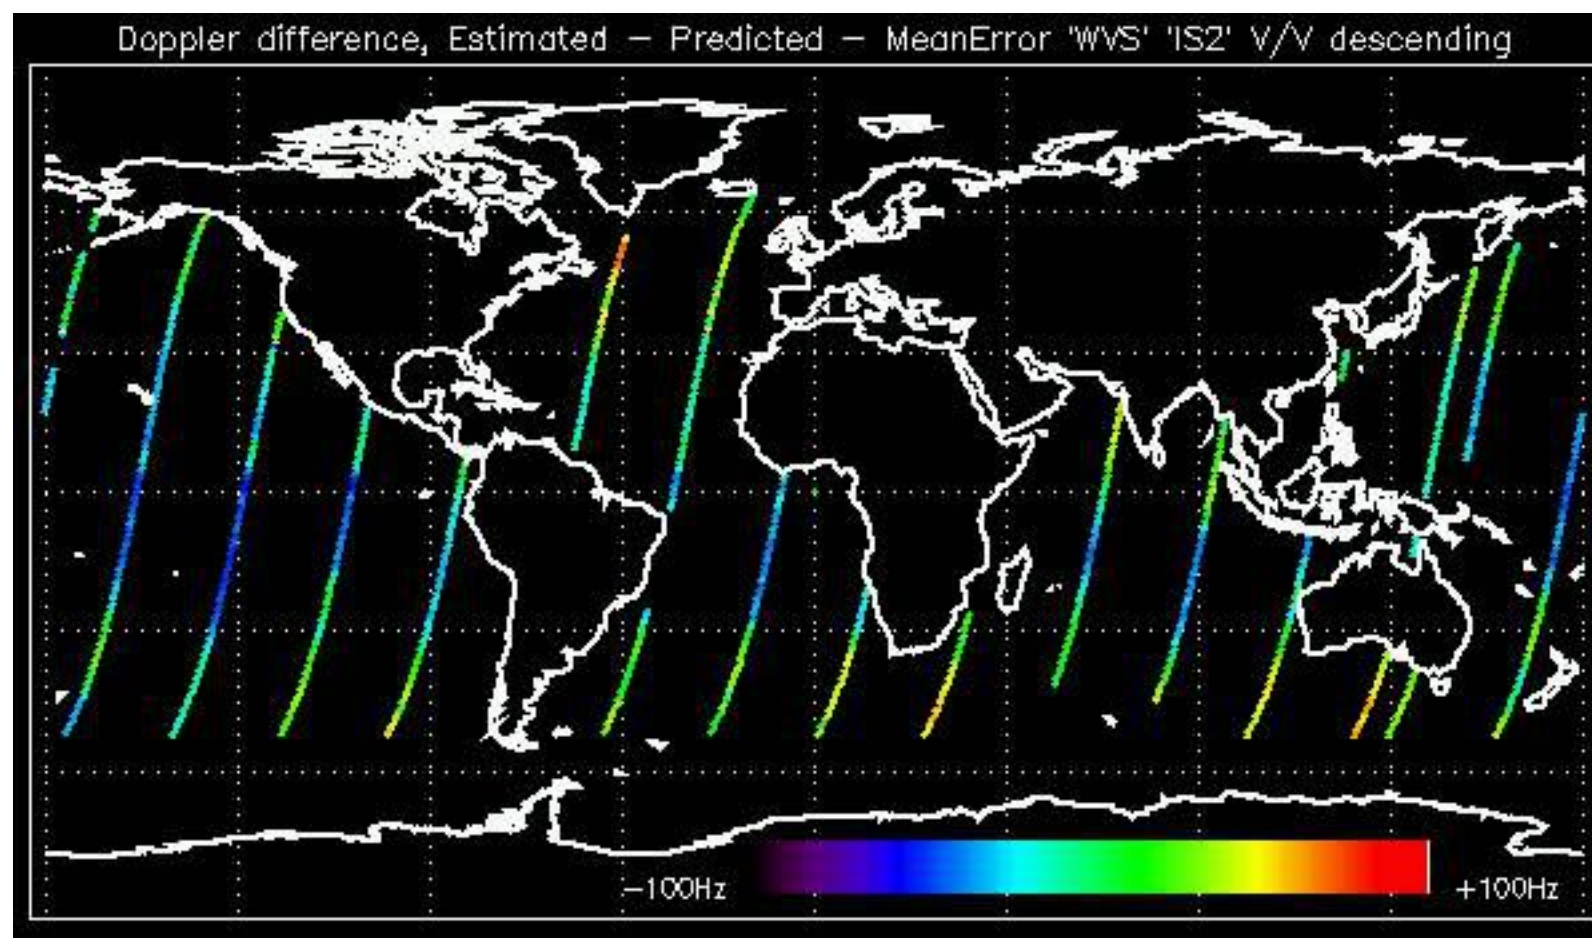 Doppler difference, Estimated – Predicted – MeanError 'WVS' 'IS2' V/V descending
–100Hz
+100Hz